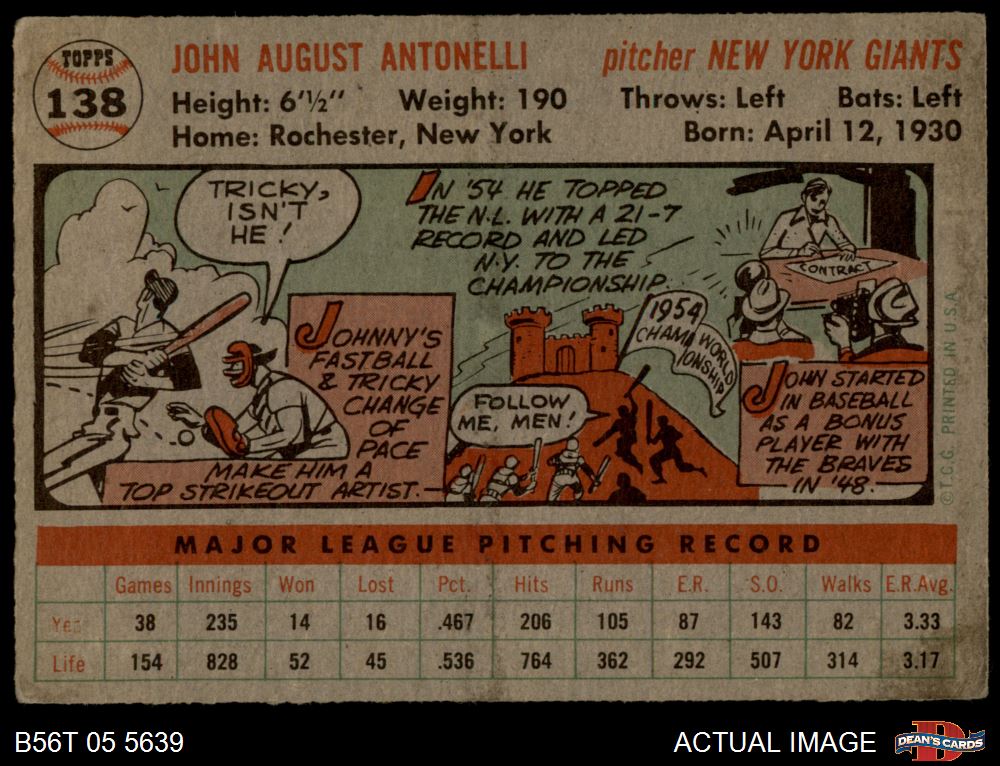 TOPPS
138
JOHN AUGUST ANTONELLI
pitcher NEW YORK GIANTS
Height: 6'½" Weight: 190 Throws: Left Bats: Left
Home: Rochester, New York Born: April 12, 1930
TRICKY,
ISN'T
HE!
JOHNNY'S
FASTBALL
& TRICKY
CHANGE
OF
PACE
MAKE HIM A
TOP STRIKEOUT ARTIST.
IN '54 HE TOPPED
THE N.L. WITH A 21-7
RECORD AND LED
N.Y. TO THE
CHAMPIONSHIP.
1954
WORLD
CHAMPIONSHIP
FOLLOW
ME, MEN!
CONTRACT
JOHN STARTED
IN BASEBALL
AS A BONUS
PLAYER WITH
THE BRAVES
IN '48.
© T.C.G. PRINTED IN U.S.A.
MAJOR LEAGUE PITCHING RECORD
Games Innings Won Lost Pct. Hits Runs E.R. S.O. Walks E.R.Avg.
Year 38 235 14 16 .467 206 105 87 143 82 3.33
Life 154 828 52 45 .536 764 362 292 507 314 3.17
B56T 05 5639
ACTUAL IMAGE
DEAN'S CARDS